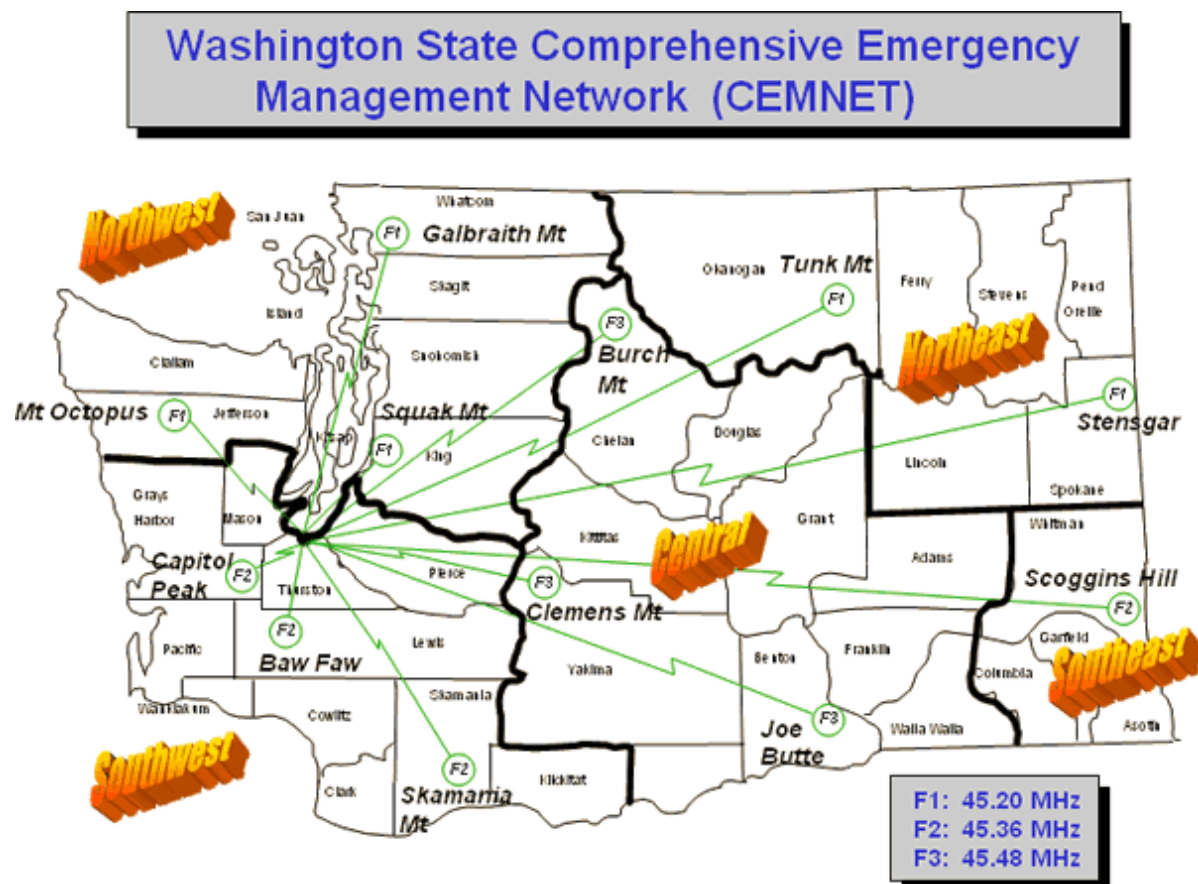 Washington State Comprehensive Emergency
Management Network (CEMNET)
Northwest
San Juan
Whatcom
F1
Galbraith Mt
Okanogan
Tunk Mt
F1
Ferry
Stevens
Pend
Oreille
Skagit
Island
F3
Burch
Mt
Northeast
Snohomish
Clallam
Mt Octopus
F1
Jefferson
Squak Mt
F1
Kitsap
King
Chelan
Douglas
F1
Stensgar
Lincoln
Spokane
Grays
Harbor
Mason
Kittitas
Central
Grant
Adams
Whitman
Capitol
Peak
F2
Thurston
Pierce
F3
Clemens Mt
Scoggins Hill
F2
Pacific
F2
Baw Faw
Lewis
Yakima
Benton
Franklin
Garfield
Columbia
Southeast
Wahkiakum
Cowlitz
Skamania
F3
Joe
Butte
Walla Walla
Asotin
Southwest
Clark
F2
Skamania
Mt
Klickitat
F1: 45.20 MHz
F2: 45.36 MHz
F3: 45.48 MHz